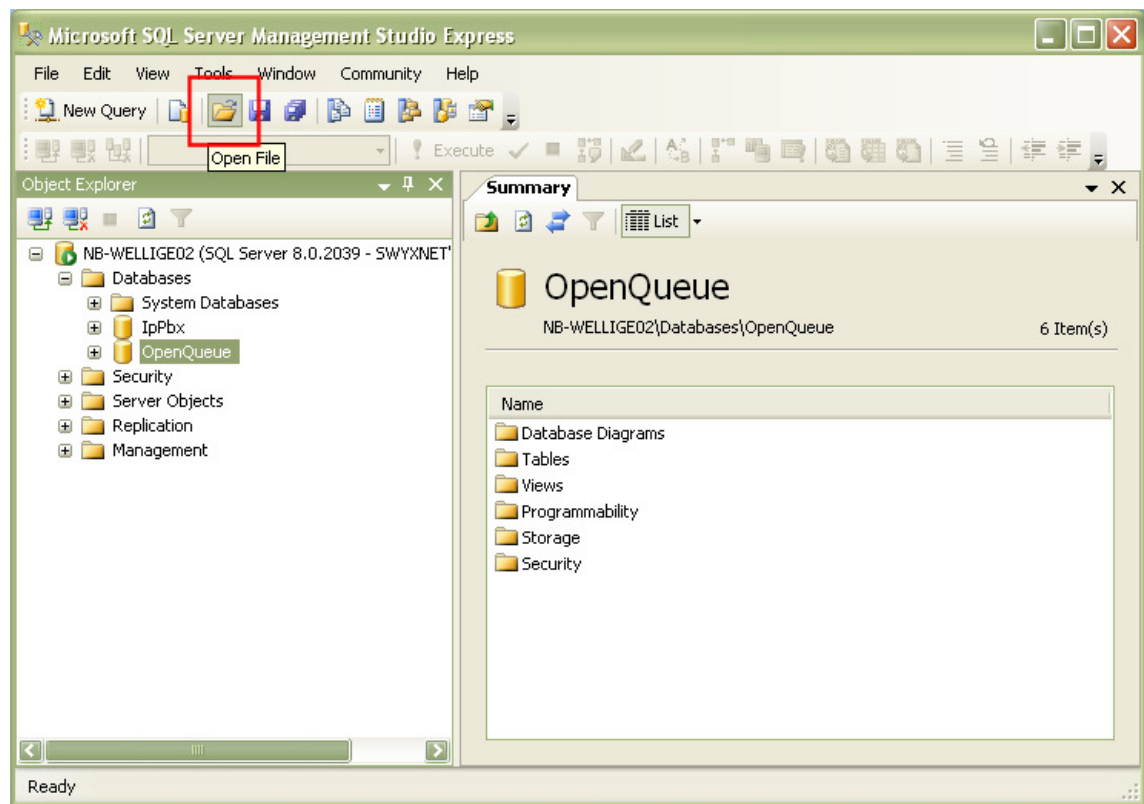 Microsoft SQL Server Management Studio Express
File Edit View Tools Window Community Help
New Query
Execute
Open File
Object Explorer
NB-WELLIGE02 (SQL Server 8.0.2039 - SWYXNET
Databases
System Databases
IpPbx
OpenQueue
Security
Server Objects
Replication
Management
Summary
List
OpenQueue
NB-WELLIGE02\Databases\OpenQueue 6 Item(s)
Name
Database Diagrams
Tables
Views
Programmability
Storage
Security
Ready